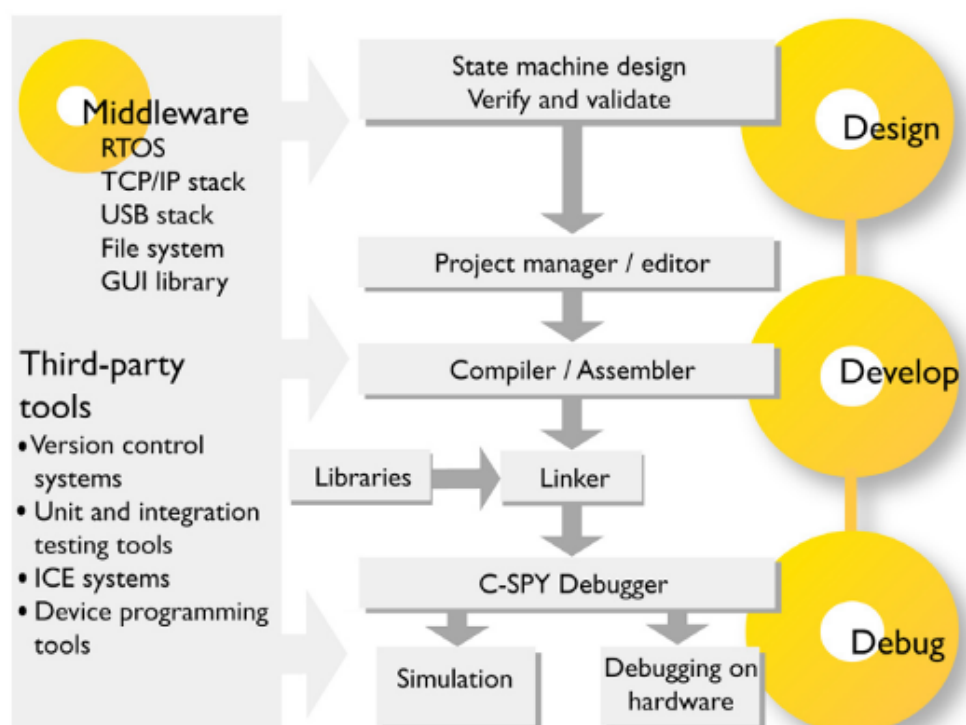 Middleware
RTOS
TCP/IP stack
USB stack
File system
GUI library
Third-party
tools
• Version control
systems
• Unit and integration
testing tools
• ICE systems
• Device programming
tools
State machine design
Verify and validate
Project manager / editor
Compiler / Assembler
Libraries
Linker
C-SPY Debugger
Simulation
Debugging on
hardware
Design
Develop
Debug